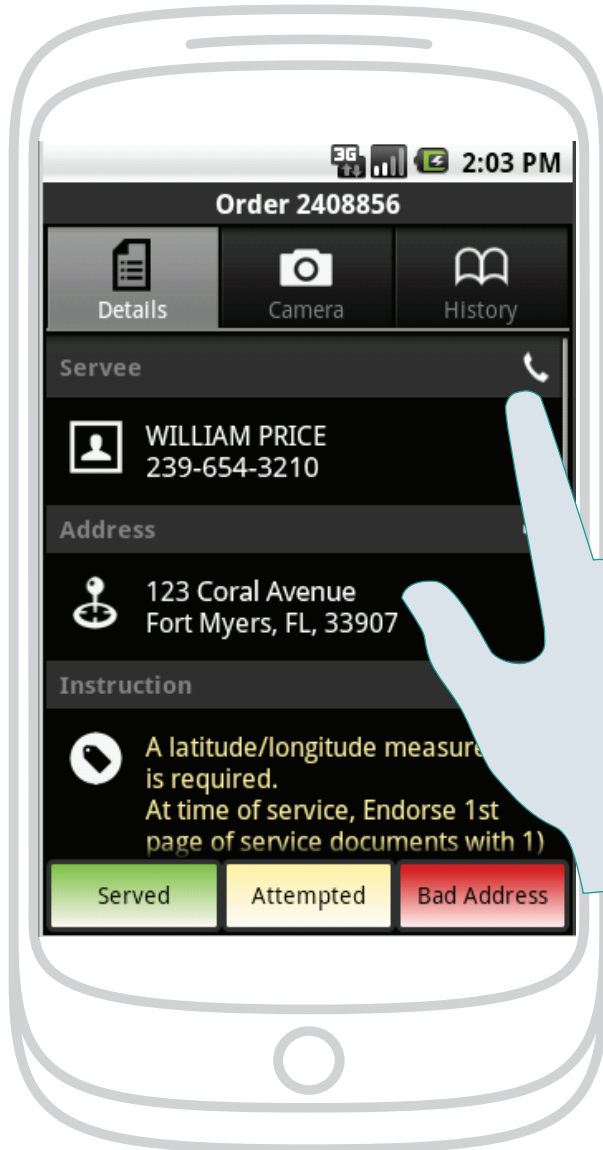 3G
2:03 PM
Order 2408856
Details
Camera
History
Servee
WILLIAM PRICE
239-654-3210
Address
123 Coral Avenue
Fort Myers, FL, 33907
Instruction
A latitude/longitude
is required.
At time of service, Endorse 1st
page of service documents with 1)
Served
Attempted
Bad Address